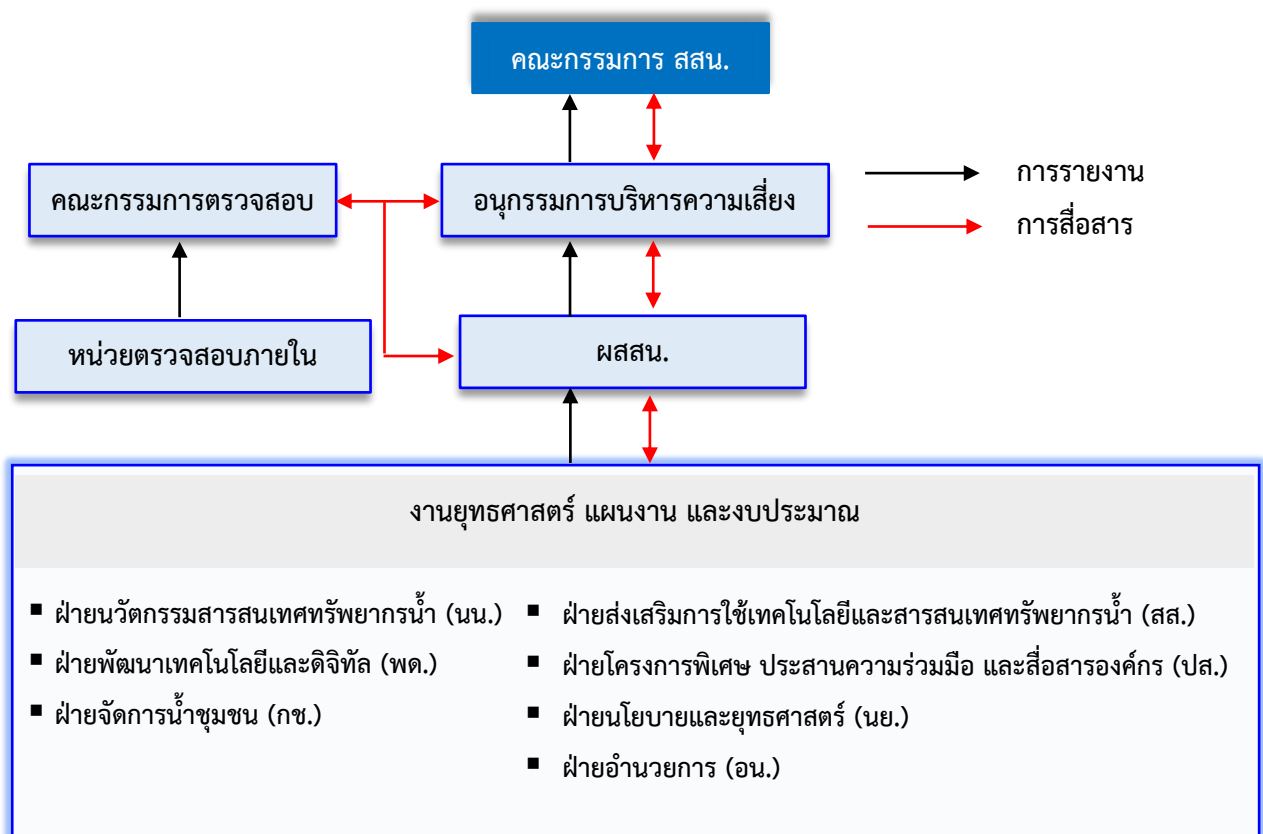 คณะกรรมการ สสน.
คณะกรรมการตรวจสอบ
อนุกรรมการบริหารความเสี่ยง
การรายงาน
การสื่อสาร
หน่วยตรวจสอบภายใน
ผสสน.
งานยุทธศาสตร์ แผนงาน และงบประมาณ
▪ ฝ่ายนวัตกรรมสารสนเทศทรัพยากรน้ำ (นน.)
▪ ฝ่ายพัฒนาเทคโนโลยีและดิจิทัล (พด.)
▪ ฝ่ายจัดการน้ำชุมชน (กช.)
▪ ฝ่ายส่งเสริมการใช้เทคโนโลยีและสารสนเทศทรัพยากรน้ำ (สส.)
▪ ฝ่ายโครงการพิเศษ ประสานความร่วมมือ และสื่อสารองค์กร (ปส.)
▪ ฝ่ายนโยบายและยุทธศาสตร์ (นย.)
▪ ฝ่ายอำนวยการ (อน.)